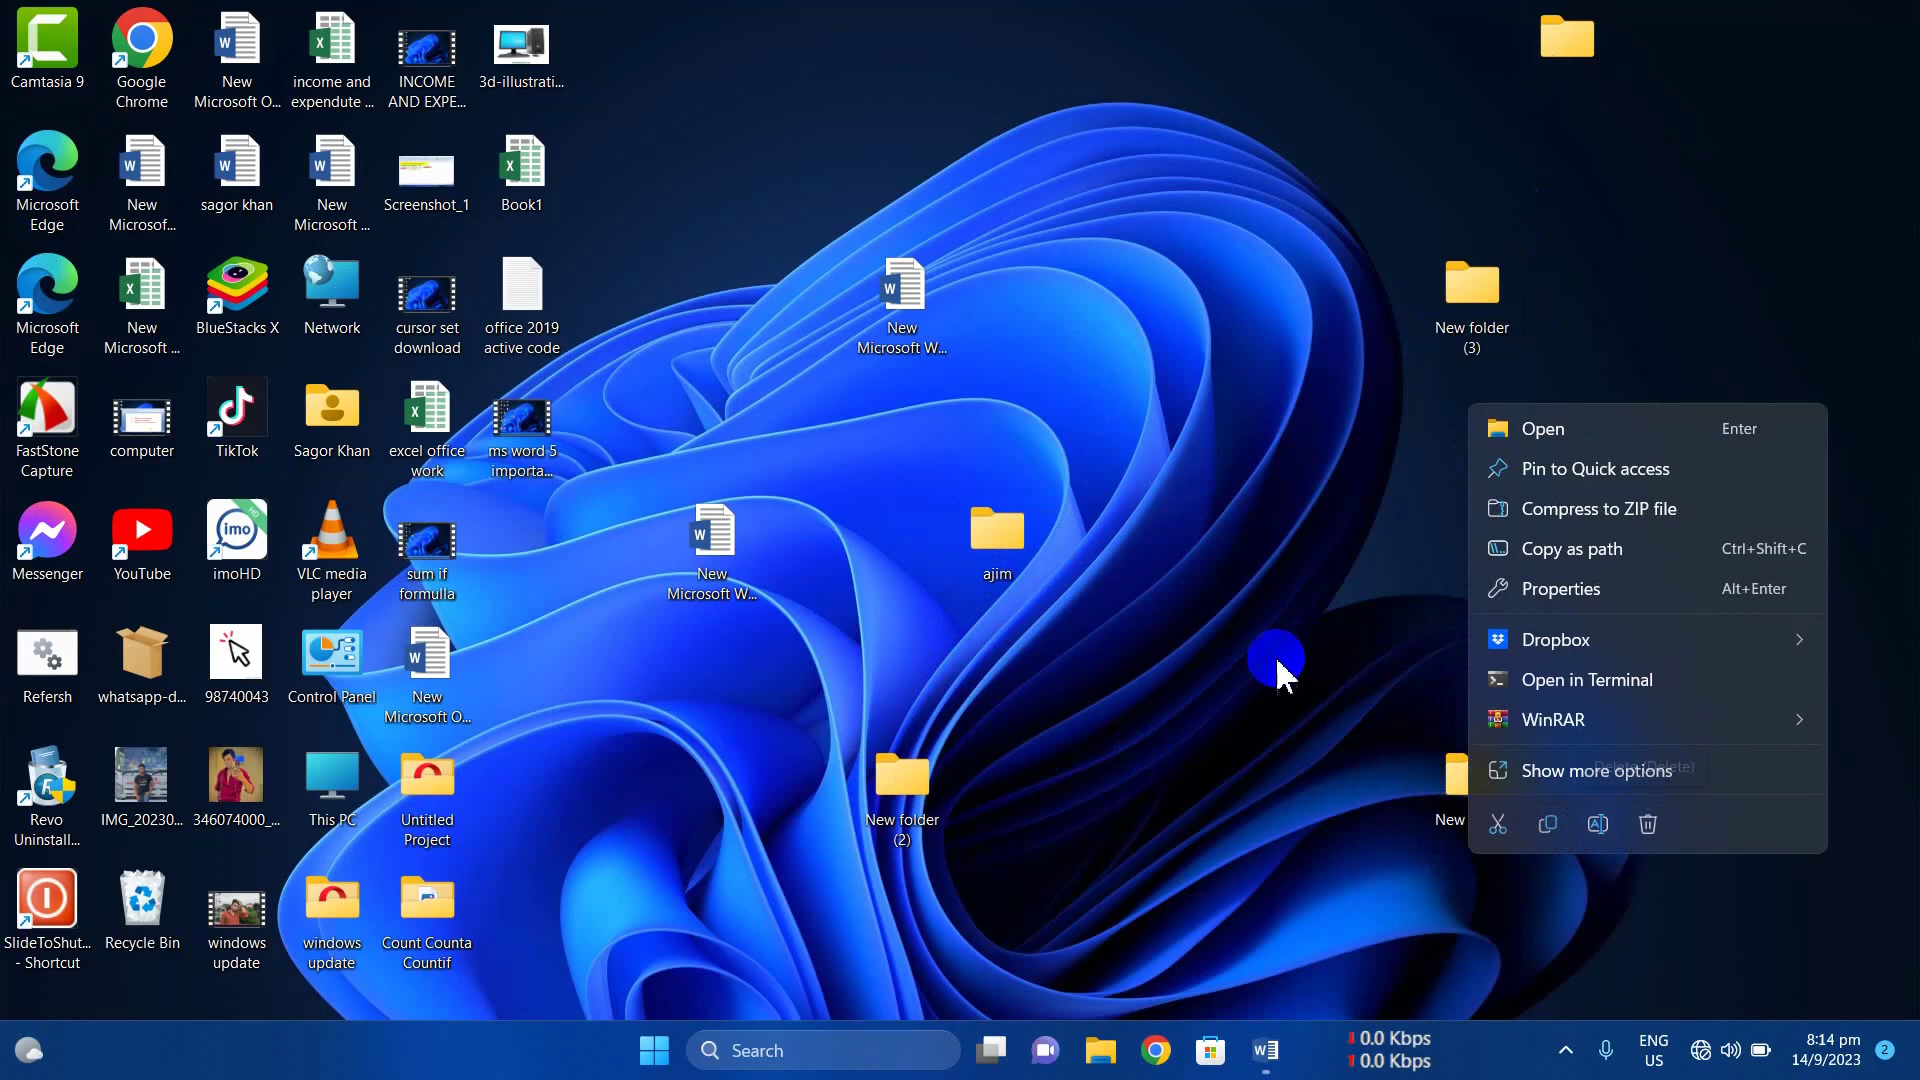 Camtasia 9
Google
Chrome
New
Microsoft O...
income and
expendute ...
INCOME
AND EXPE...
3d-illustrati...
Microsoft
Edge
New
Microsof...
sagor khan
New
Microsoft ...
Screenshot_1
Book1
Microsoft
Edge
New
Microsoft ...
BlueStacks X
Network
cursor set
download
office 2019
active code
New
Microsoft W...
New folder
(3)
FastStone
Capture
computer
TikTok
Sagor Khan
excel office
work
ms word 5
importa...
Messenger
YouTube
imo
HD
imoHD
VLC media
player
sum if
formulla
New
Microsoft W...
ajim
Refersh
whatsapp-d...
98740043
Control Panel
New
Microsoft O...
Revo
Uninstall...
IMG_20230...
346074000_...
This PC
Untitled
Project
New folder
(2)
New
SlideToShut...
- Shortcut
Recycle Bin
windows
update
windows
update
Count Counta
Countif
Open Enter
Pin to Quick access
Compress to ZIP file
Copy as path Ctrl+Shift+C
Properties Alt+Enter
Dropbox
Open in Terminal
WinRAR
Show more options
Delete (Delete)
Search
0.0 Kbps
0.0 Kbps
ENG
US
8:14 pm
14/9/2023
2